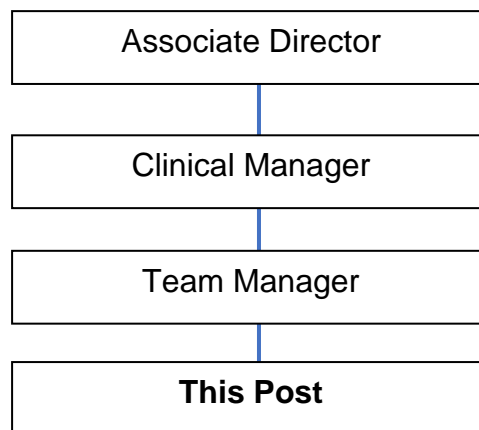 Associate Director
Clinical Manager
Team Manager
This Post